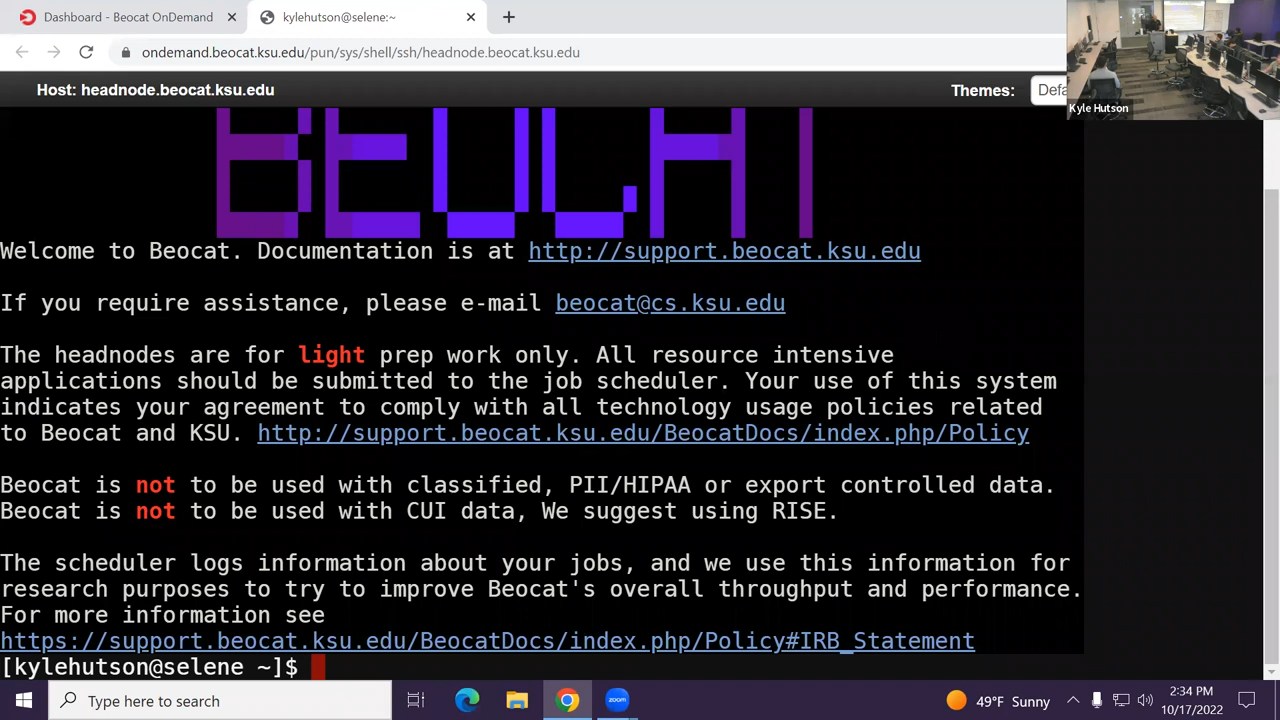 Dashboard - Beocat OnDemand
kylehutson@selene:~
ondemand.beocat.ksu.edu/pun/sys/shell/ssh/headnode.beocat.ksu.edu
Host: headnode.beocat.ksu.edu
Themes:
Defa
Kyle Hutson
BEOCAT
Welcome to Beocat. Documentation is at http://support.beocat.ksu.edu
If you require assistance, please e-mail beocat@cs.ksu.edu
The headnodes are for light prep work only. All resource intensive
applications should be submitted to the job scheduler. Your use of this system
indicates your agreement to comply with all technology usage policies related
to Beocat and KSU. http://support.beocat.ksu.edu/BeocatDocs/index.php/Policy
Beocat is not to be used with classified, PII/HIPAA or export controlled data.
Beocat is not to be used with CUI data, We suggest using RISE.
The scheduler logs information about your jobs, and we use this information for
research purposes to try to improve Beocat's overall throughput and performance.
For more information see
https://support.beocat.ksu.edu/BeocatDocs/index.php/Policy#IRB_Statement
[kylehutson@selene ~]$
Type here to search
zoom
49°F Sunny
2:34 PM
10/17/2022